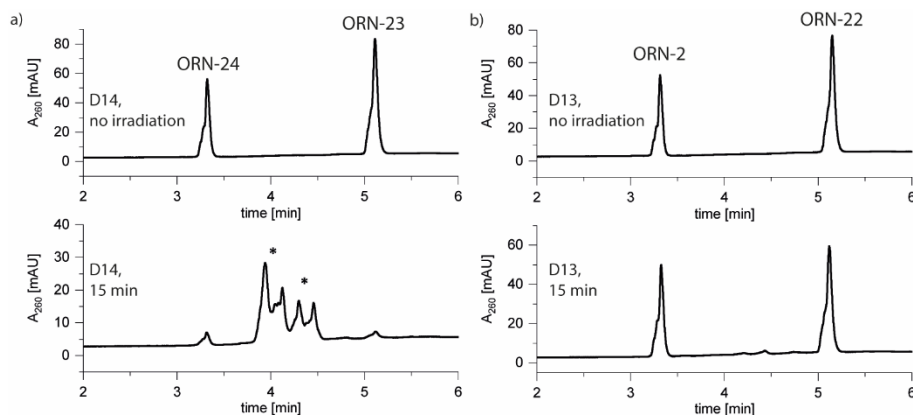 a)
ORN-23
ORN-24
80
60
40
20
0
A260 [mAU]
D14,
no irradiation
2 3 4 5 6
time [min]
40
30
20
10
0
A260 [mAU]
D14,
15 min
* *
2 3 4 5 6
time [min]
b)
ORN-22
ORN-2
80
60
40
20
0
A260 [mAU]
D13,
no irradiation
2 3 4 5 6
time [min]
60
40
20
0
A260 [mAU]
D13,
15 min
2 3 4 5 6
time [min]